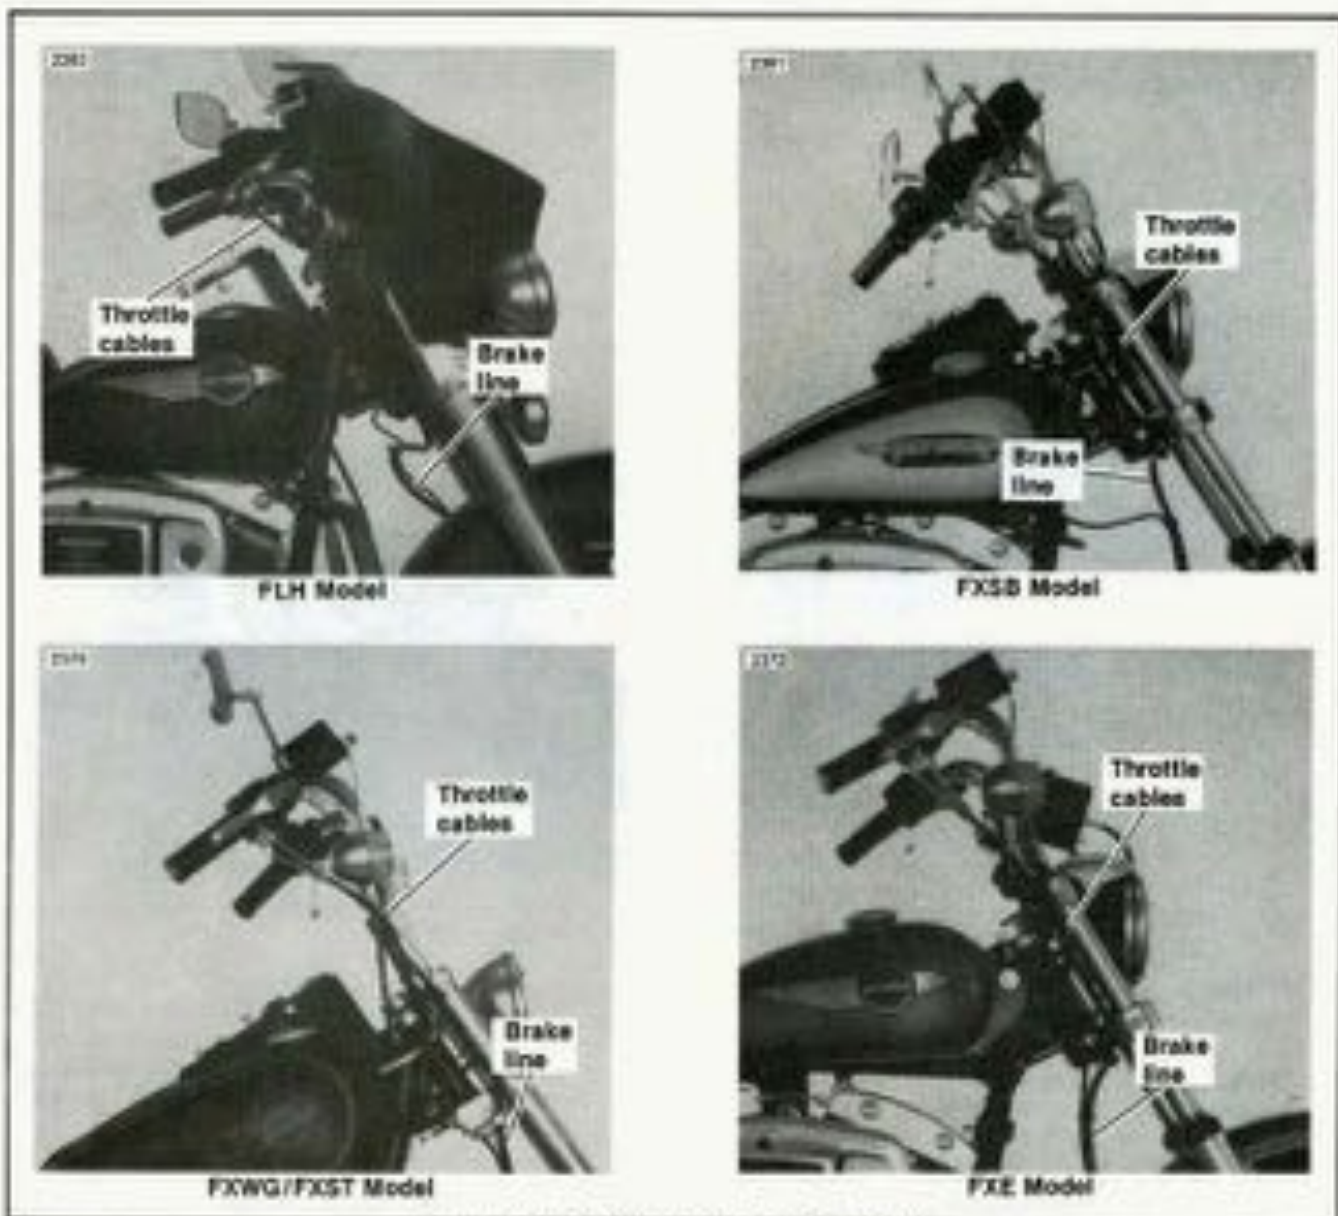 Throttle
cables
Brake
line
FLH Model
Throttle
cables
Brake
line
FXSB Model
Throttle
cables
Brake
line
FXWG/FXST Model
Throttle
cables
Brake
line
FXE Model